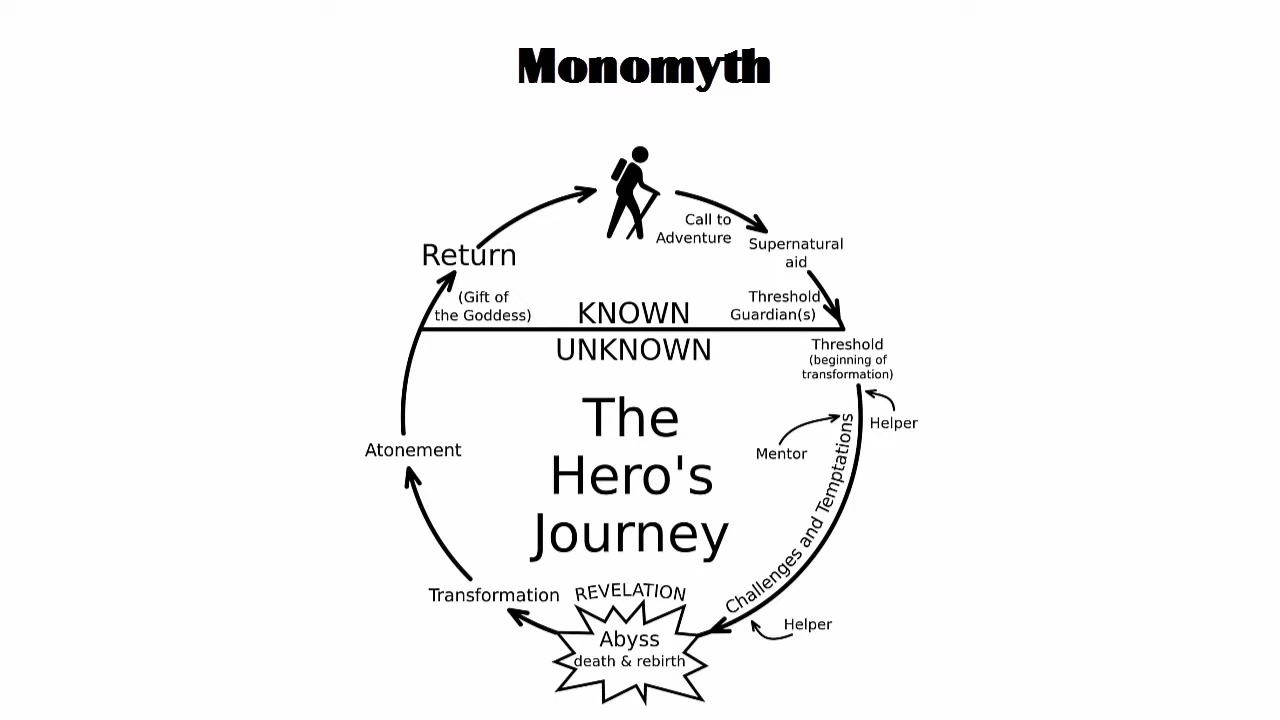 Monomyth
Call to
Adventure
Supernatural
aid
Return
(Gift of
the Goddess)
KNOWN
Threshold
Guardian(s)
UNKNOWN
Threshold
(beginning of
transformation)
Helper
Mentor
Challenges and Temptations
The
Hero's
Journey
Atonement
Transformation
REVELATION
Abyss
death & rebirth
Helper